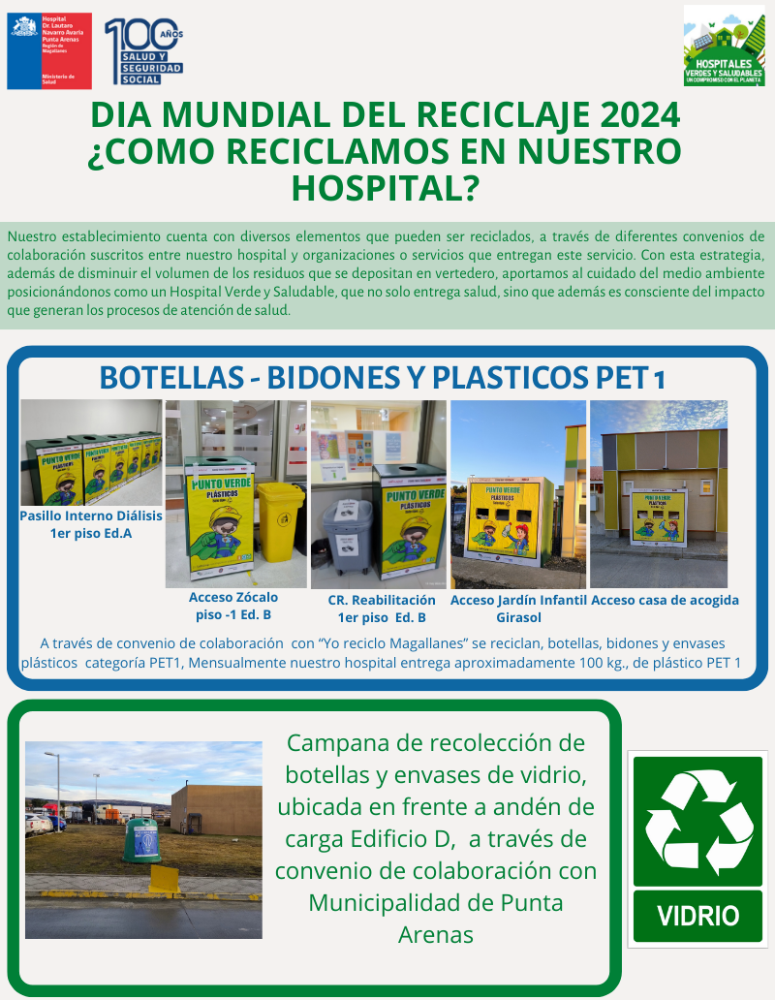 Hospital
Dr. Lautaro
Navarro Avaria
Punta Arenas
Región de
Magallanes
Ministerio de
Salud
100 AÑOS
SALUD Y
SEGURIDAD
SOCIAL
HOSPITALES
VERDES Y SALUDABLES
UN COMPROMISO CON EL PLANETA
DIA MUNDIAL DEL RECICLAJE 2024
¿COMO RECICLAMOS EN NUESTRO
HOSPITAL?
Nuestro establecimiento cuenta con diversos elementos que pueden ser reciclados, a través de diferentes convenios de
colaboración suscritos entre nuestro hospital y organizaciones o servicios que entregan este servicio. Con esta estrategia,
además de disminuir el volumen de los residuos que se depositan en vertedero, aportamos al cuidado del medio ambiente
posicionándonos como un Hospital Verde y Saludable, que no solo entrega salud, sino que además es consciente del impacto
que generan los procesos de atención de salud.
BOTELLAS - BIDONES Y PLASTICOS PET 1
PUNTO VERDE
PUNTO VERDE
PLÁSTICOS
PUNTO VERDE
PLÁSTICOS
PUNTO VERDE
PLÁSTICOS
PUNTO VERDE
PLÁSTICOS
Pasillo Interno Diálisis
1er piso Ed.A
Acceso Zócalo
piso -1 Ed. B
CR. Reabilitación
1er piso Ed. B
Acceso Jardín Infantil
Girasol
Acceso casa de acogida
A través de convenio de colaboración con “Yo reciclo Magallanes” se reciclan, botellas, bidones y envases
plásticos categoría PET1, Mensualmente nuestro hospital entrega aproximadamente 100 kg., de plástico PET 1
Campana de recolección de
botellas y envases de vidrio,
ubicada en frente a andén de
carga Edificio D, a través de
convenio de colaboración con
Municipalidad de Punta
Arenas
VIDRIO